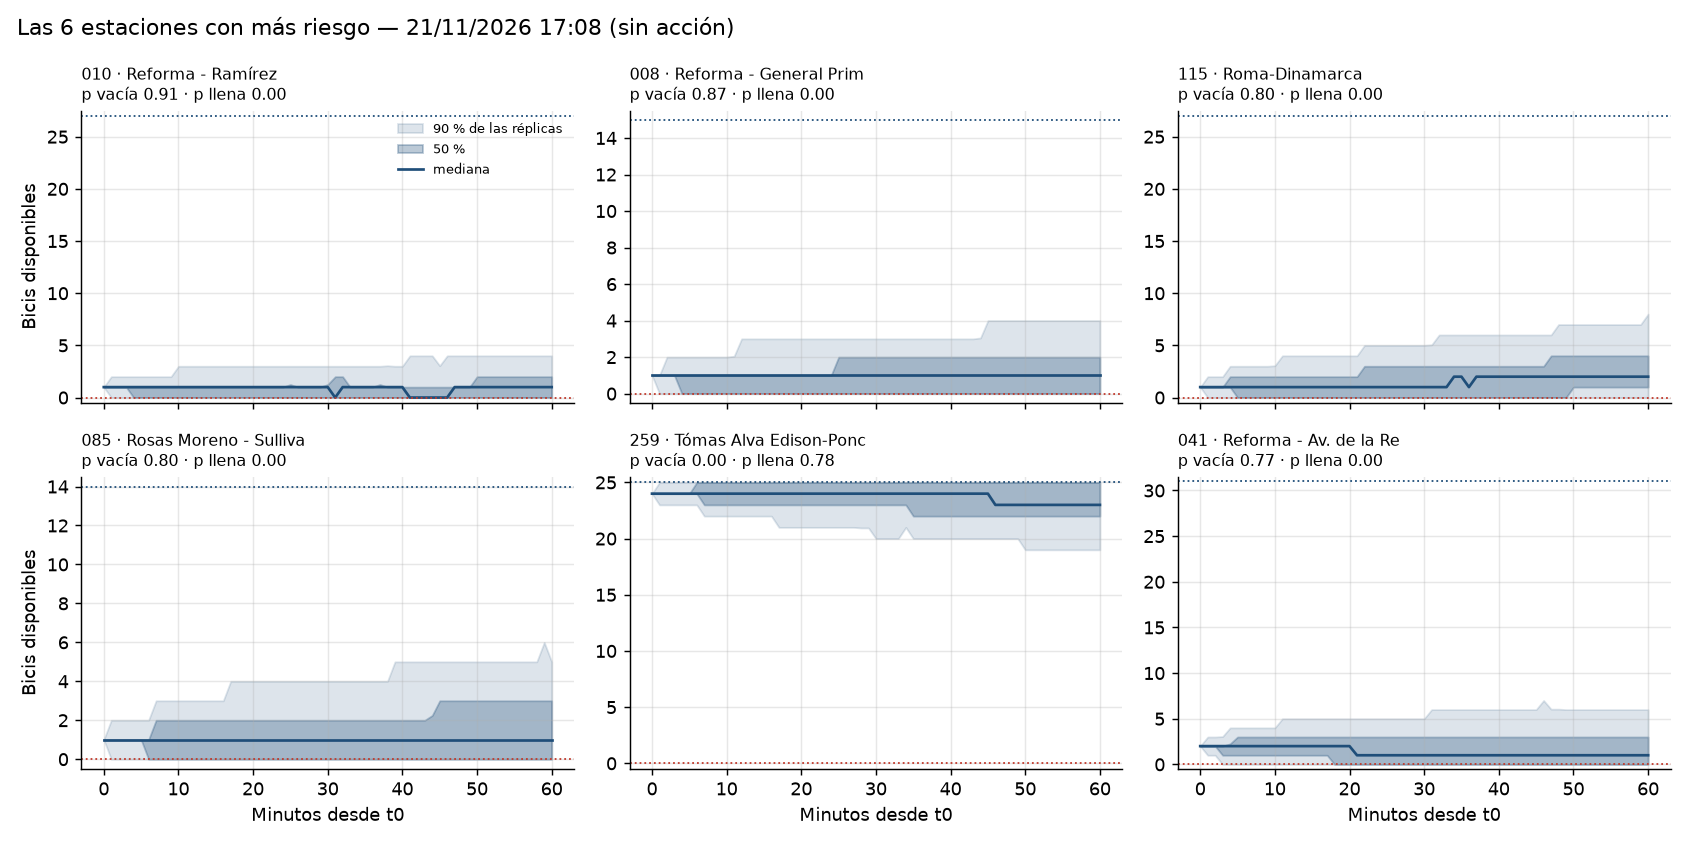 Las 6 estaciones con más riesgo — 21/11/2026 17:08 (sin acción)
010 · Reforma - Ramírez
p vacía 0.91 · p llena 0.00
Bicis disponibles
25
20
15
10
5
0
90 % de las réplicas
50 %
mediana
008 · Reforma - General Prim
p vacía 0.87 · p llena 0.00
14
12
10
8
6
4
2
0
115 · Roma-Dinamarca
p vacía 0.80 · p llena 0.00
25
20
15
10
5
0
085 · Rosas Moreno - Sulliva
p vacía 0.80 · p llena 0.00
Bicis disponibles
14
12
10
8
6
4
2
0
0 10 20 30 40 50 60
Minutos desde t0
259 · Tómas Alva Edison-Ponc
p vacía 0.00 · p llena 0.78
25
20
15
10
5
0
0 10 20 30 40 50 60
Minutos desde t0
041 · Reforma - Av. de la Re
p vacía 0.77 · p llena 0.00
30
25
20
15
10
5
0
0 10 20 30 40 50 60
Minutos desde t0